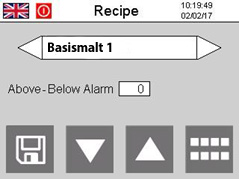 Recipe
10:19:49
02/02/17
Basismalt 1
Above-Below Alarm 0